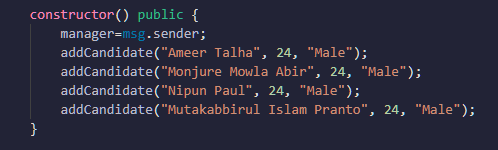 constructor() public {
manager=msg.sender;
addCandidate("Ameer Talha", 24, "Male");
addCandidate("Monjure Mowla Abir", 24, "Male");
addCandidate("Nipun Paul", 24, "Male");
addCandidate("Mutakabbirul Islam Pranto", 24, "Male");
}